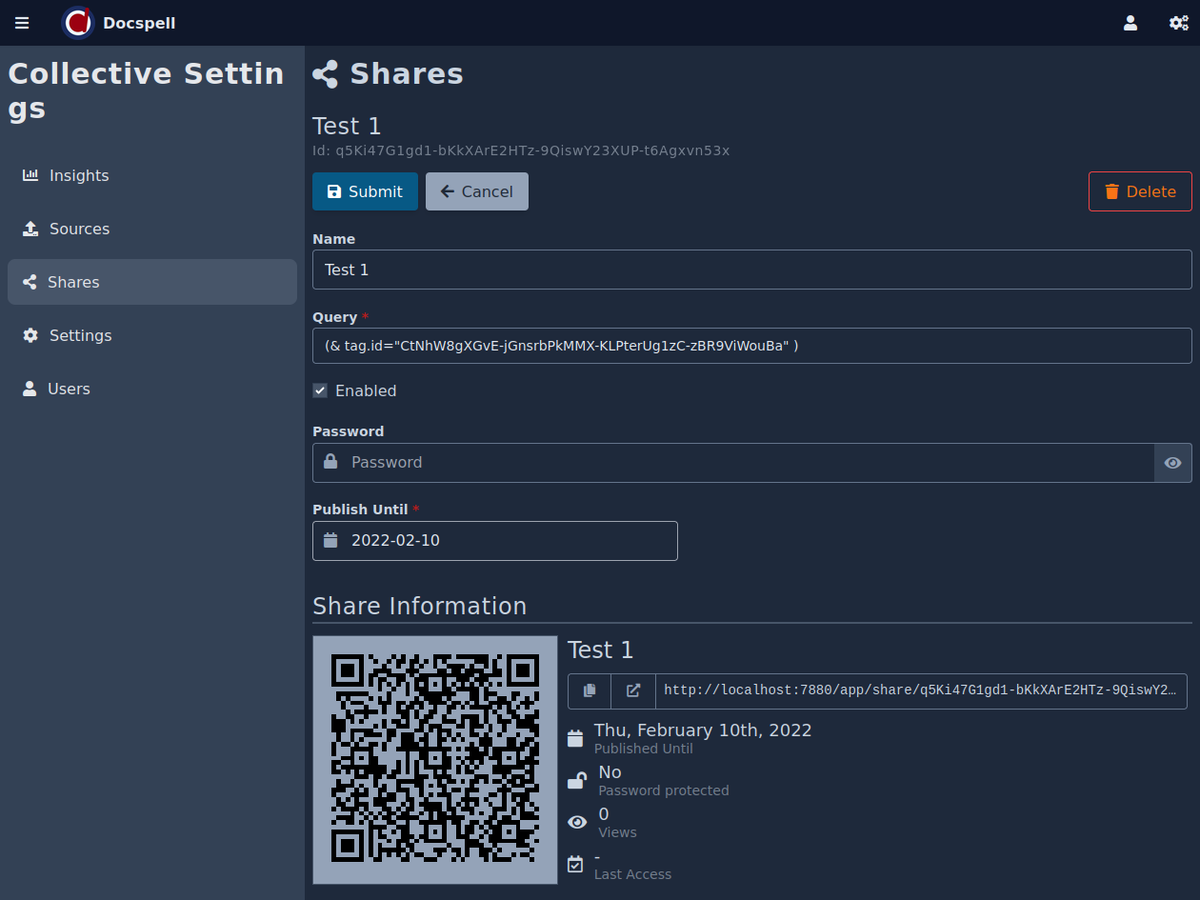 Docspell
Collective Settin
gs
Insights
Sources
Shares
Settings
Users
Shares
Test 1
Id: q5Ki47G1gd1-bKkXArE2HTz-9QiswY23XUP-t6Agxvn53x
Submit
Cancel
Delete
Name
Test 1
Query *
(& tag.id="CtNhW8gXGvE-jGnsrbPkMMX-KLPterUg1zC-zBR9ViWouBa" )
Enabled
Password
Password
Publish Until *
2022-02-10
Share Information
Test 1
http://localhost:7880/app/share/q5Ki47G1gd1-bKkXArE2HTz-9QiswY2…
Thu, February 10th, 2022
Published Until
No
Password protected
0
Views
-
Last Access